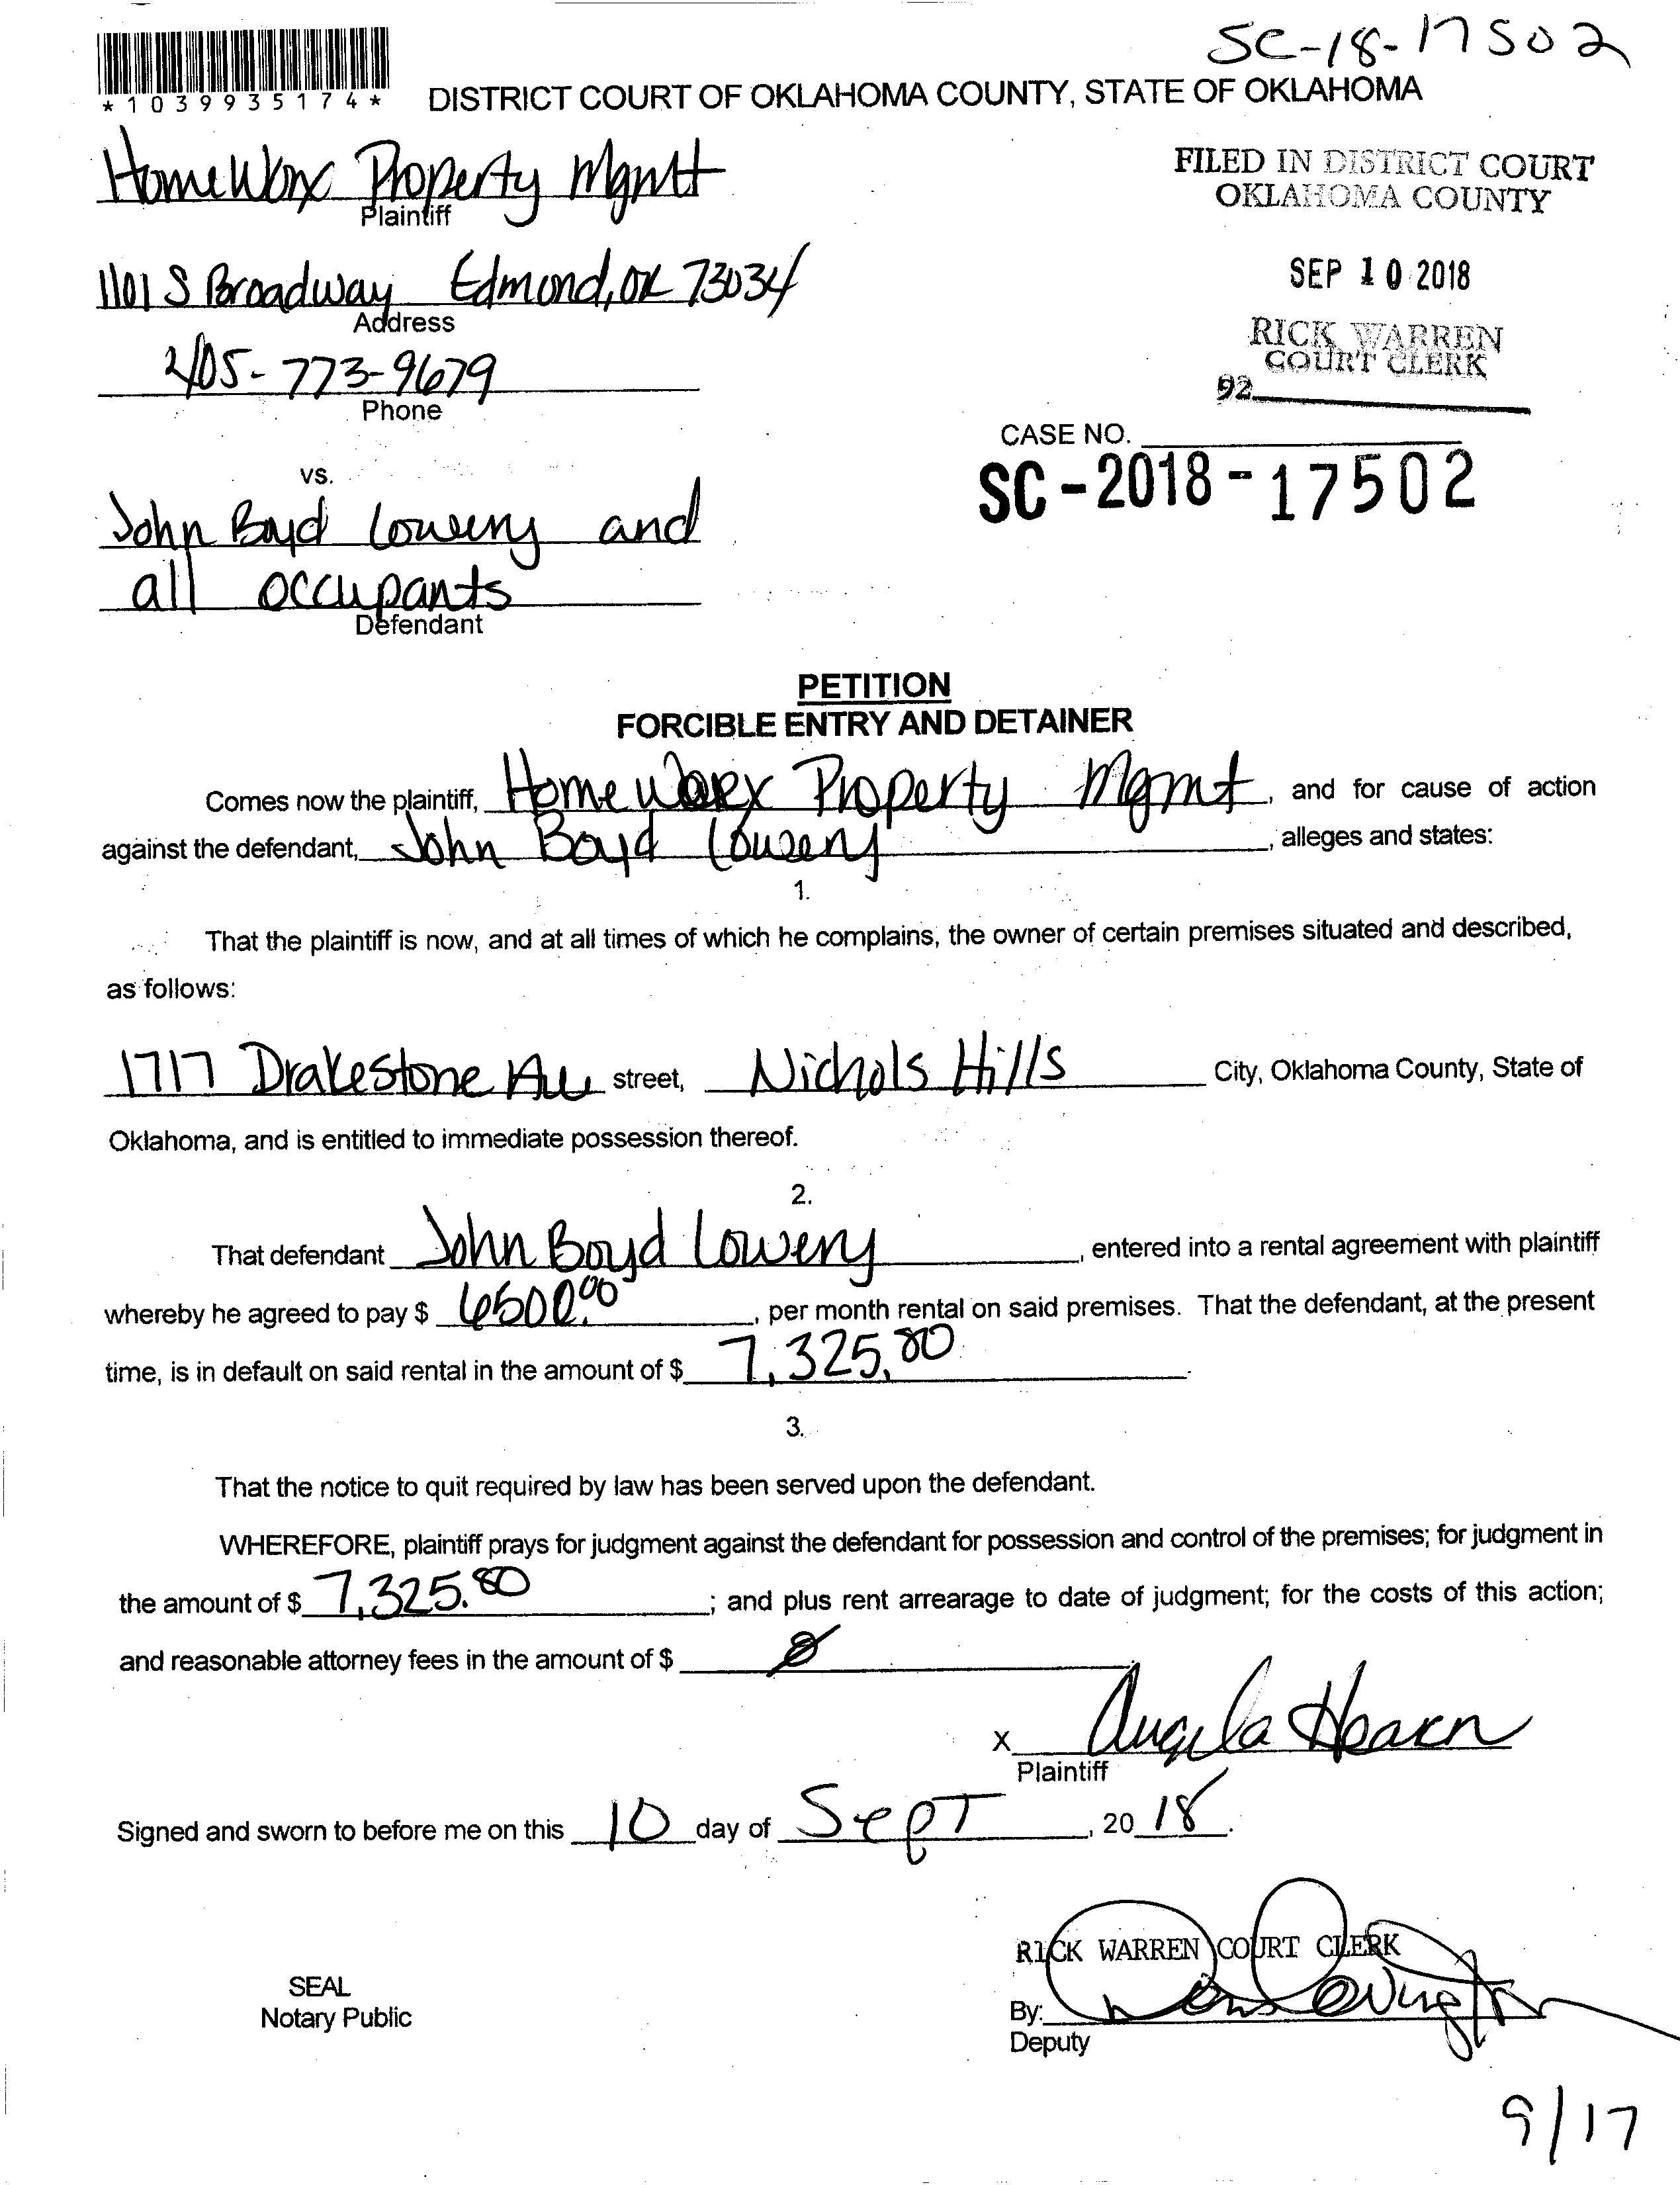 SC-18-17502
*1039935174*
DISTRICT COURT OF OKLAHOMA COUNTY, STATE OF OKLAHOMA
HomeWorx Property Mgmt
Plaintiff
FILED IN DISTRICT COURT
OKLAHOMA COUNTY
1101 S Broadway Edmond, OK 73034
Address
SEP 10 2018
405-773-9679
Phone
RICK WARREN
COURT CLERK
92
CASE NO.
SC-2018-17502
vs.
John Boyd Lowery and
all occupants
Defendant
PETITION
FORCIBLE ENTRY AND DETAINER
Comes now the plaintiff, HomeWorx Property Mgmt, and for cause of action
against the defendant, John Boyd Lowery, alleges and states:
1.
That the plaintiff is now, and at all times of which he complains, the owner of certain premises situated and described,
as follows:
1717 Drakestone Ave street, Nichols Hills City, Oklahoma County, State of
Oklahoma, and is entitled to immediate possession thereof.
2.
That defendant John Boyd Lowery, entered into a rental agreement with plaintiff
whereby he agreed to pay $ 6500.00, per month rental on said premises. That the defendant, at the present
time, is in default on said rental in the amount of $ 7,325.80.
3.
That the notice to quit required by law has been served upon the defendant.
WHEREFORE, plaintiff prays for judgment against the defendant for possession and control of the premises; for judgment in
the amount of $ 7,325.80; and plus rent arrearage to date of judgment; for the costs of this action;
and reasonable attorney fees in the amount of $ 0
X Angela Hearn
Plaintiff
Signed and sworn to before me on this 10 day of Sept, 20 18.
RICK WARREN COURT CLERK
SEAL
Notary Public
By:
Deputy
9/17